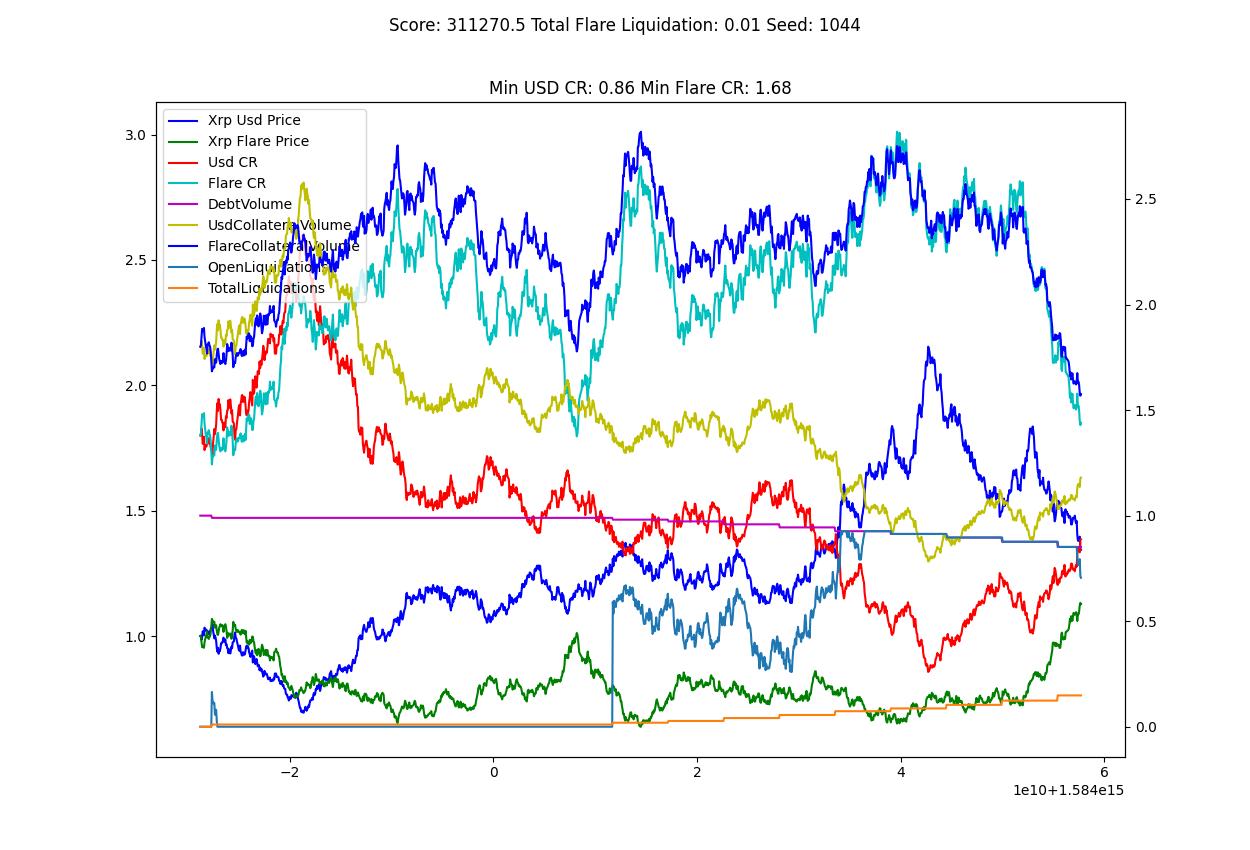 Score: 311270.5 Total Flare Liquidation: 0.01 Seed: 1044
Min USD CR: 0.86 Min Flare CR: 1.68
Xrp Usd Price
Xrp Flare Price
Usd CR
Flare CR
DebtVolume
UsdCollateralVolume
FlareCollateralVolume
OpenLiquidations
TotalLiquidations
3.0
2.5
2.0
1.5
1.0
2.5
2.0
1.5
1.0
0.5
0.0
−2
0
2
4
6
1e10+1.584e15